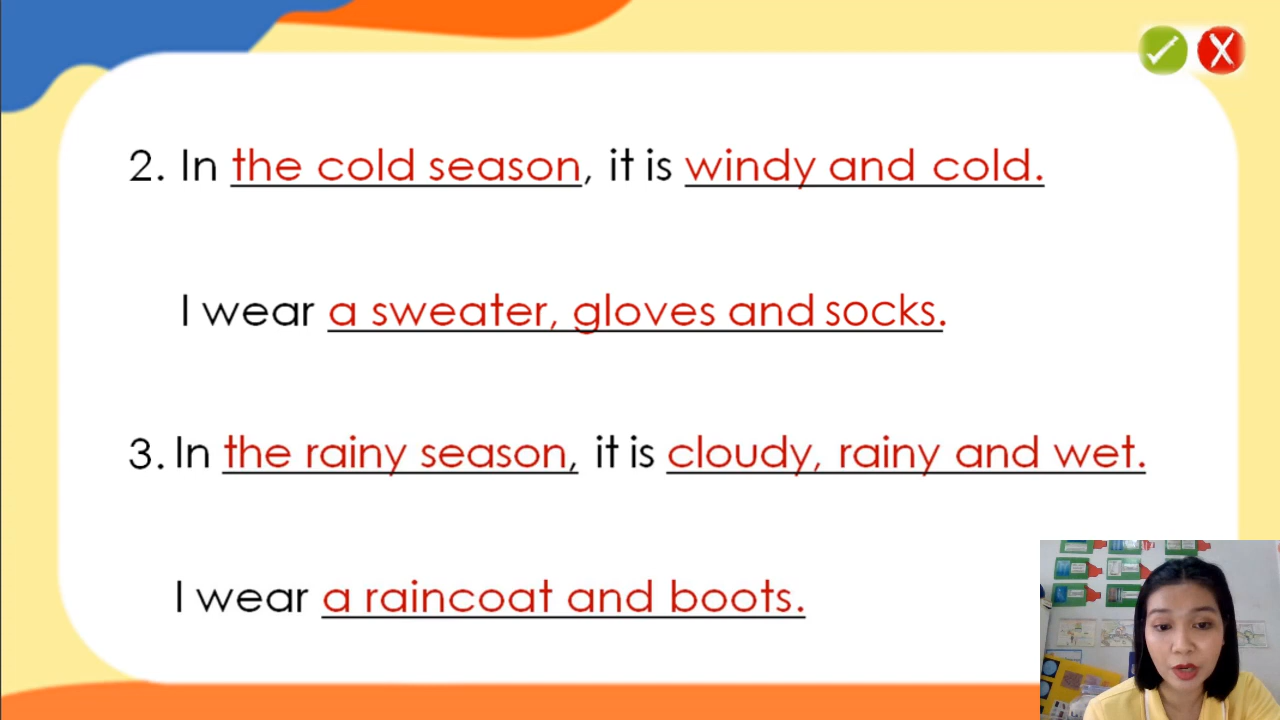 2. In the cold season, it is windy and cold.
I wear a sweater, gloves and socks.
3. In the rainy season, it is cloudy, rainy and wet.
I wear a raincoat and boots.